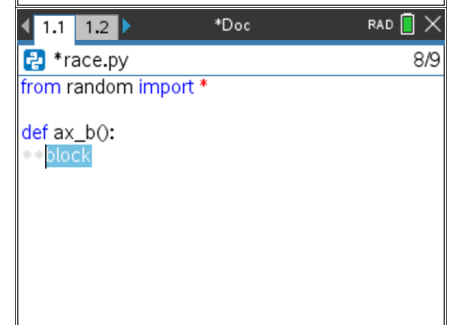 1.1 1.2 *Doc RAD
*race.py 8/9
from random import *
def ax_b():
block